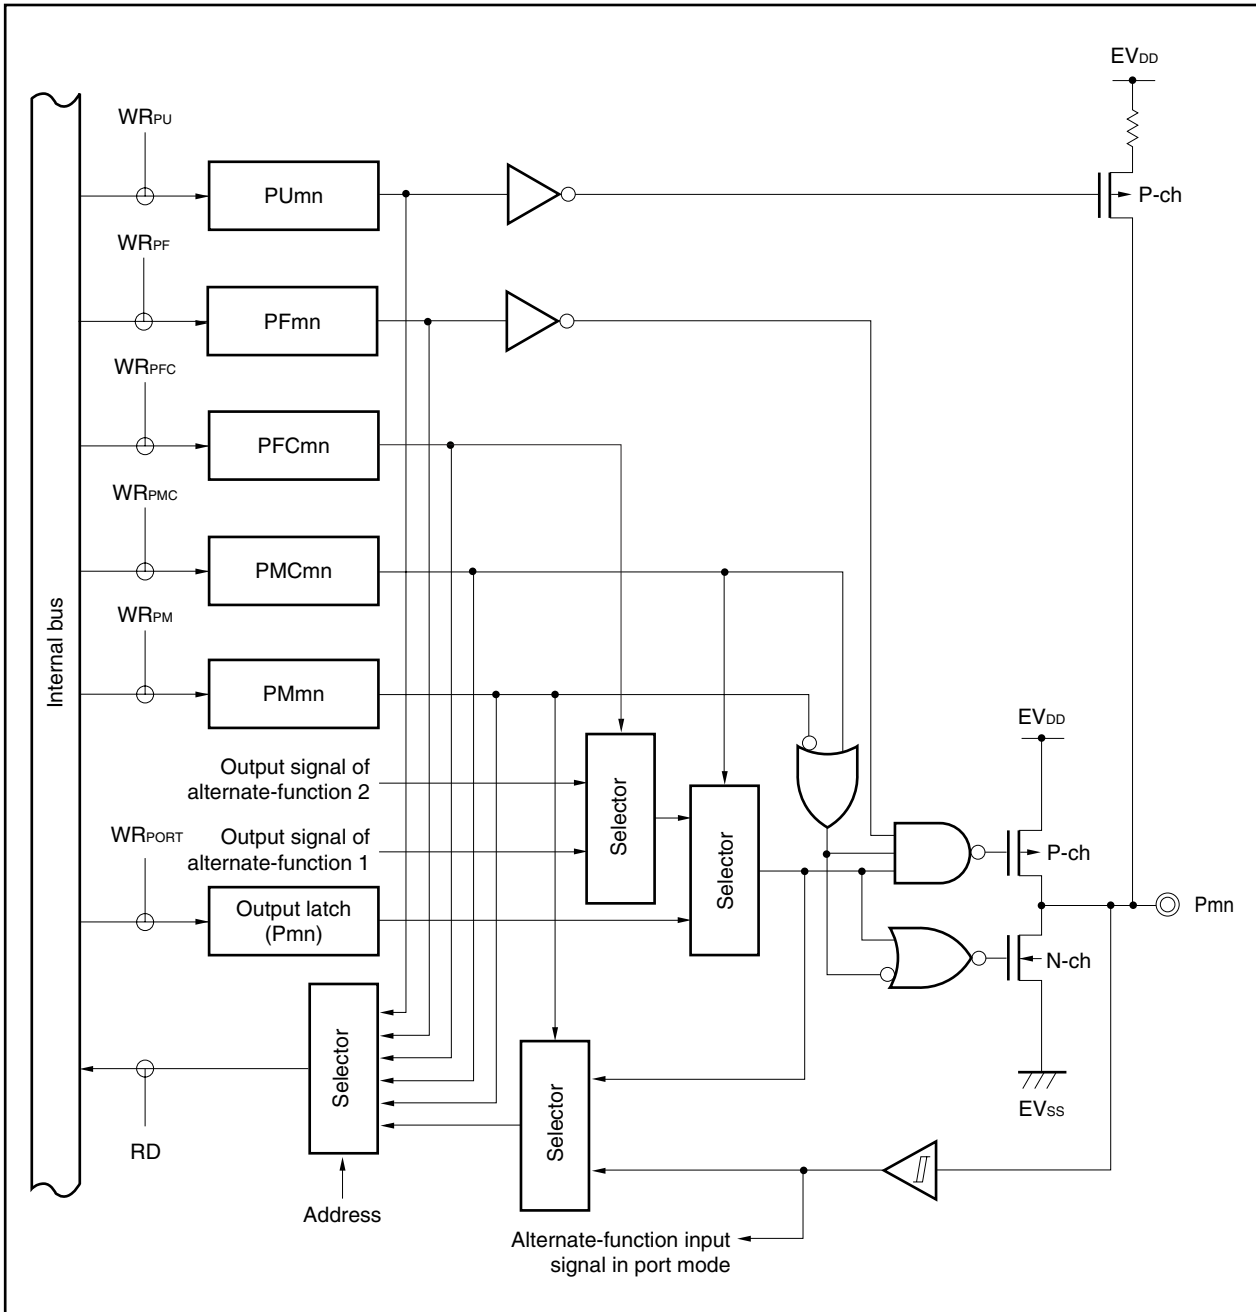 EVDD
WRPU
PUmn
P-ch
WRPF
PFmn
WRPFC
PFCmn
WRPMC
PMCmn
Internal bus
WRPM
PMmn
EVDD
Output signal of
alternate-function 2
Selector
Selector
WRPORT
Output signal of
alternate-function 1
P-ch
Output latch
(Pmn)
Pmn
N-ch
Selector
Selector
EVSS
RD
Address
Alternate-function input
signal in port mode